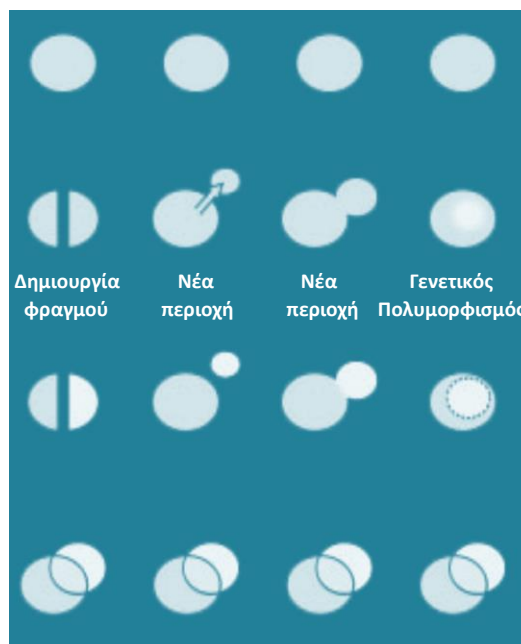 Δημιουργία
φραγμού
Νέα
περιοχή
Νέα
περιοχή
Γενετικός
Πολυμορφισμός